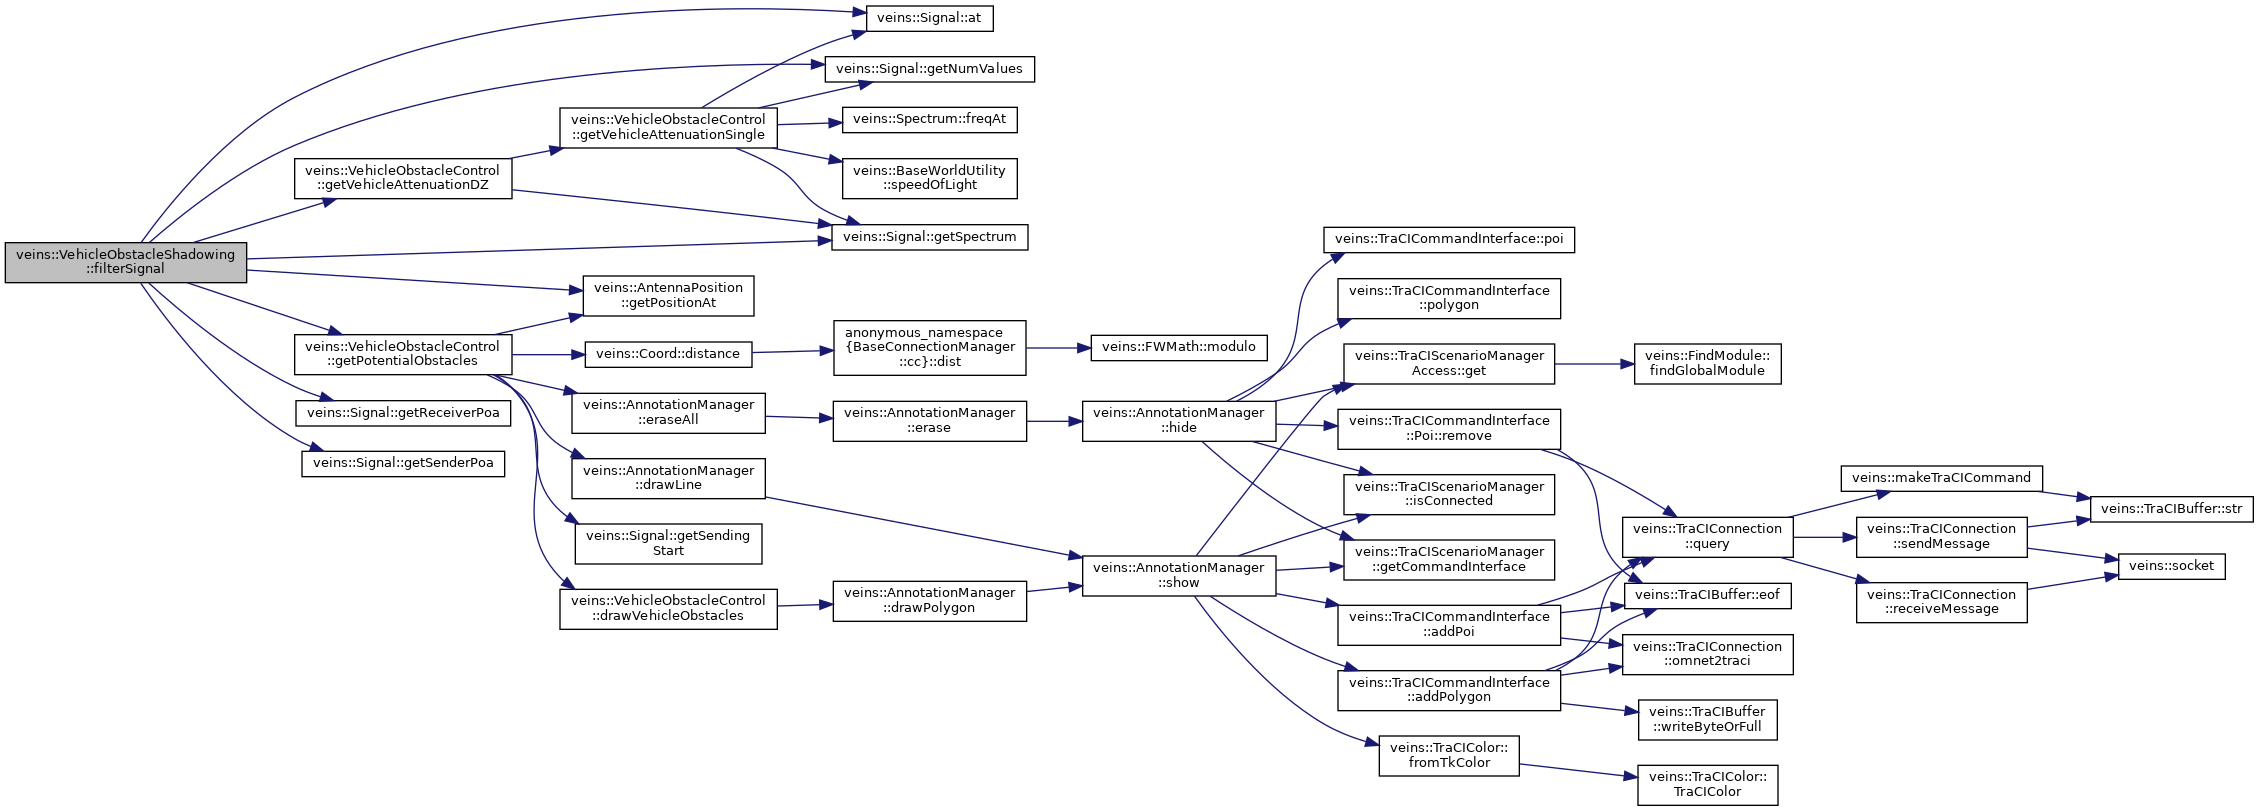 veins::VehicleObstacleShadowing
::filterSignal
veins::Signal::at
veins::Signal::getNumValues
veins::VehicleObstacleControl
::getVehicleAttenuationDZ
veins::VehicleObstacleControl
::getVehicleAttenuationSingle
veins::Spectrum::freqAt
veins::BaseWorldUtility
::speedOfLight
veins::Signal::getSpectrum
veins::AntennaPosition
::getPositionAt
veins::VehicleObstacleControl
::getPotentialObstacles
veins::Signal::getReceiverPoa
veins::Signal::getSenderPoa
veins::Coord::distance
anonymous_namespace
{BaseConnectionManager
::cc}::dist
veins::FWMath::modulo
veins::AnnotationManager
::eraseAll
veins::AnnotationManager
::erase
veins::AnnotationManager
::hide
veins::AnnotationManager
::drawLine
veins::Signal::getSending
Start
veins::VehicleObstacleControl
::drawVehicleObstacles
veins::AnnotationManager
::drawPolygon
veins::AnnotationManager
::show
veins::TraCICommandInterface::poi
veins::TraCICommandInterface
::polygon
veins::TraCIScenarioManager
Access::get
veins::FindModule::
findGlobalModule
veins::TraCICommandInterface
::Poi::remove
veins::TraCIScenarioManager
::isConnected
veins::TraCIScenarioManager
::getCommandInterface
veins::TraCICommandInterface
::addPoi
veins::TraCICommandInterface
::addPolygon
veins::TraCIColor::
fromTkColor
veins::TraCIConnection
::query
veins::TraCIBuffer::eof
veins::TraCIConnection
::omnet2traci
veins::TraCIBuffer
::writeByteOrFull
veins::TraCIColor::
TraCIColor
veins::makeTraCICommand
veins::TraCIConnection
::sendMessage
veins::TraCIConnection
::receiveMessage
veins::TraCIBuffer::str
veins::socket